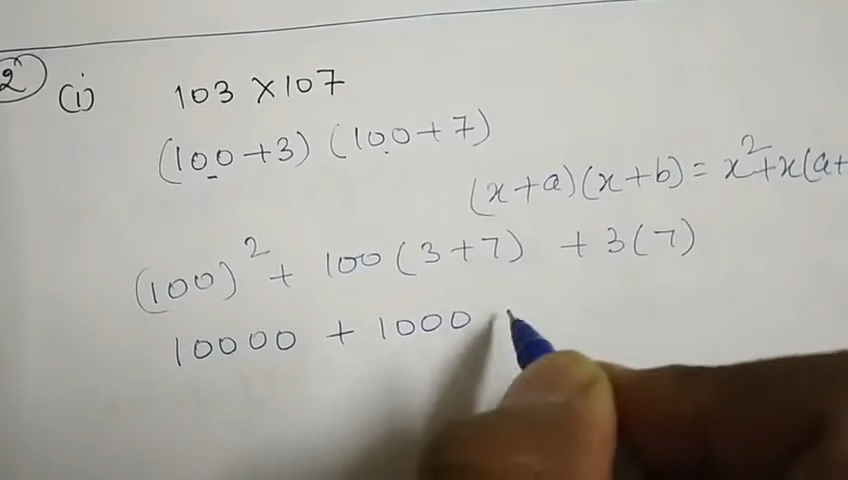 2 (i) 103 × 107
(100 + 3) (100 + 7)
(x + a)(x + b) = x² + x(a +
(100)² + 100 (3 + 7) + 3 (7)
10000 + 1000